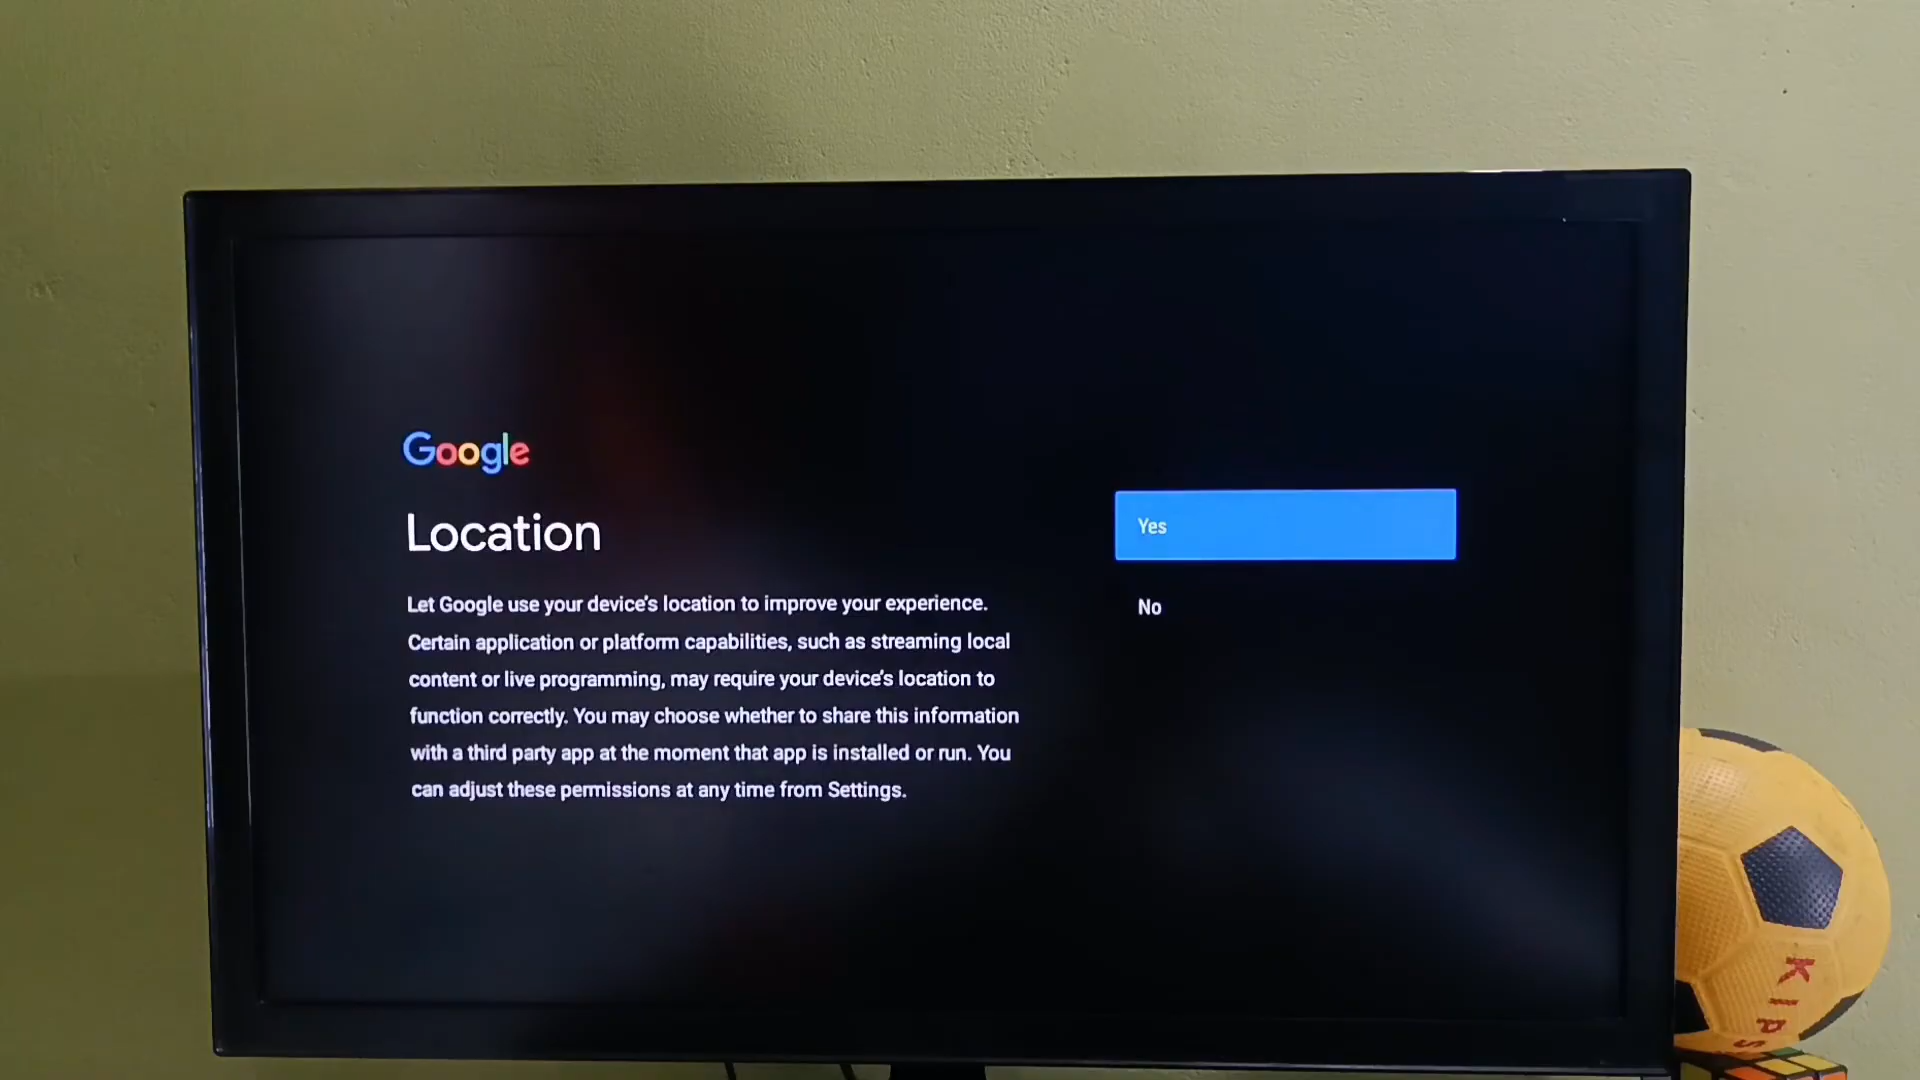 Google
Location
Let Google use your device's location to improve your experience.
Certain application or platform capabilities, such as streaming local
content or live programming, may require your device's location to
function correctly. You may choose whether to share this information
with a third party app at the moment that app is installed or run. You
can adjust these permissions at any time from Settings.
Yes
No
KIPS